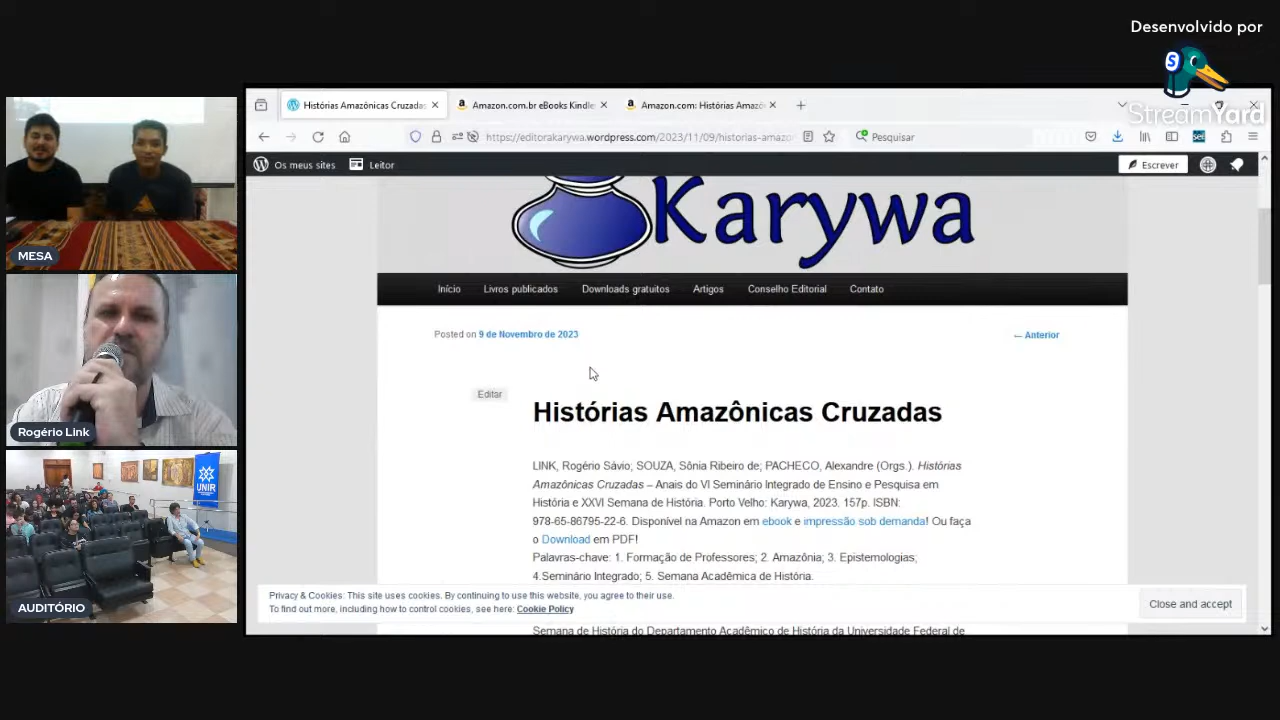 Desenvolvido por
StreamYard
MESA
Rogério Link
UNIR
AUDITÓRIO
Histórias Amazônicas Cruzadas
Amazon.com.br eBooks Kindle
Amazon.com: Histórias Amazô
https://editorakarywa.wordpress.com/2023/11/09/historias-amazo
Pesquisar
Os meus sites
Leitor
Escrever
Karywa
Início
Livros publicados
Downloads gratuitos
Artigos
Conselho Editorial
Contato
Posted on 9 de Novembro de 2023
← Anterior
Editar
Histórias Amazônicas Cruzadas
LINK, Rogério Sávio; SOUZA, Sônia Ribeiro de; PACHECO, Alexandre (Orgs.). Histórias
Amazônicas Cruzadas – Anais do VI Seminário Integrado de Ensino e Pesquisa em
História e XXVI Semana de História. Porto Velho: Karywa, 2023. 157p. ISBN:
978-65-86795-22-6. Disponível na Amazon em ebook e impressão sob demanda! Ou faça
o Download em PDF!
Palavras-chave: 1. Formação de Professores; 2. Amazônia; 3. Epistemologias;
4.Seminário Integrado; 5. Semana Acadêmica de História.
Privacy & Cookies: This site uses cookies. By continuing to use this website, you agree to their use.
To find out more, including how to control cookies, see here: Cookie Policy
Close and accept
Semana de História do Departamento Acadêmico de História da Universidade Federal de